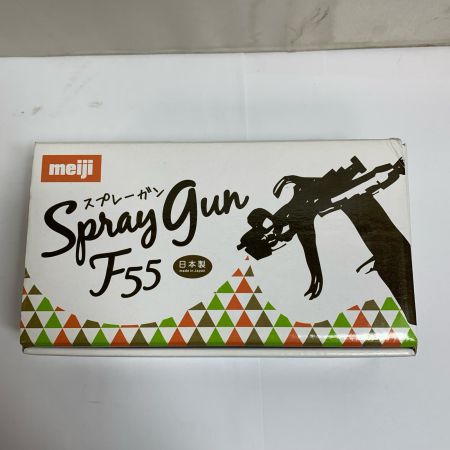 meiji
スプレーガン
Spray Gun
F55
日本製
made in Japan